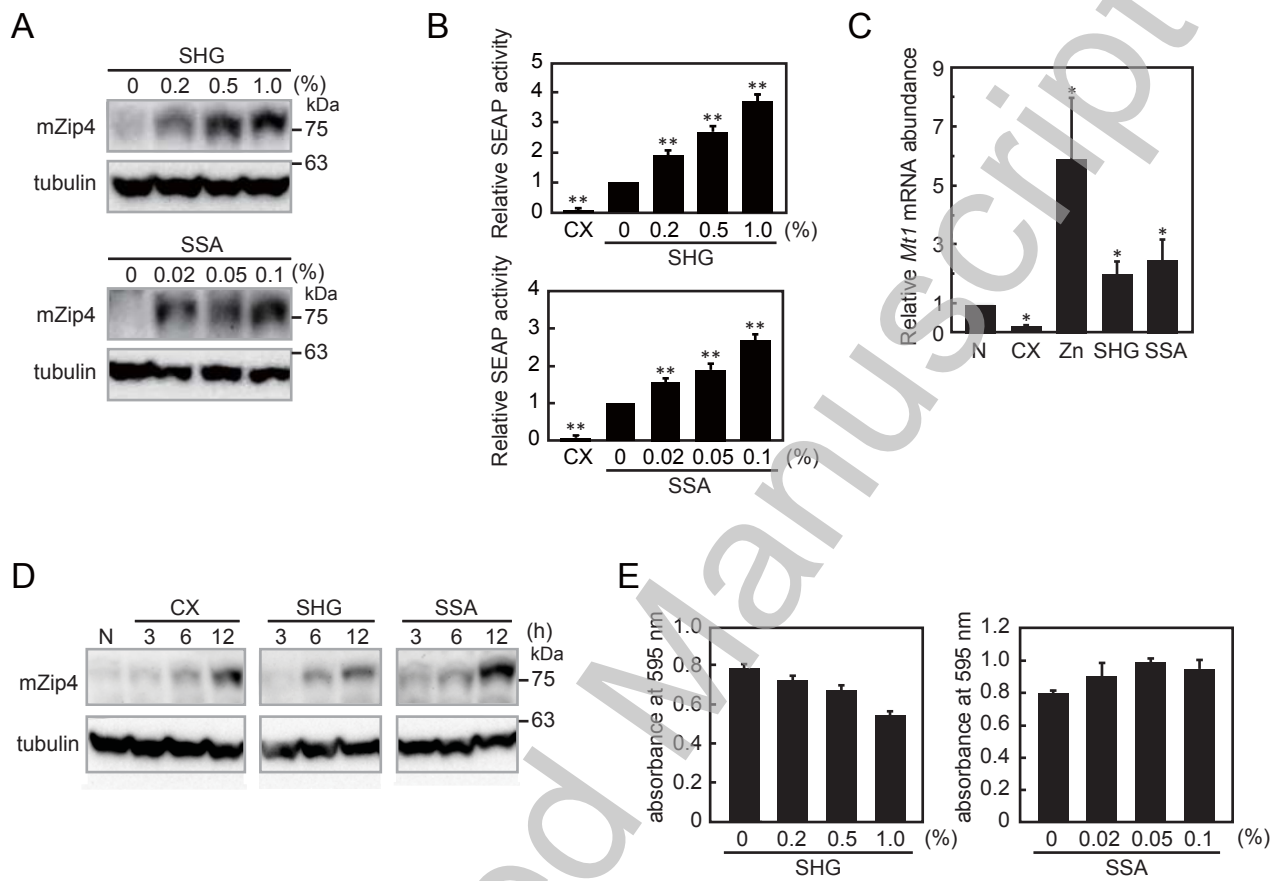 A
SHG
0 0.2 0.5 1.0 (%)
kDa
mZip4
75
63
tubulin
SSA
0 0.02 0.05 0.1 (%)
kDa
mZip4
75
63
tubulin
B
Relative SEAP activity
5
4
3
2
1
0
** ** ** **
CX 0 0.2 0.5 1.0 (%)
SHG
Relative SEAP activity
4
3
2
1
0
** ** ** **
CX 0 0.02 0.05 0.1 (%)
SSA
C
Relative Mt1 mRNA abundance
9
7
5
3
1
0
* * * *
N CX Zn SHG SSA
D
CX SHG SSA
N 3 6 12 3 6 12 3 6 12 (h)
kDa
mZip4
75
63
tubulin
E
absorbance at 595 nm
1.0
0.8
0.6
0.4
0.2
0
0 0.2 0.5 1.0 (%)
SHG
absorbance at 595 nm
1.2
1.0
0.8
0.6
0.4
0.2
0
0 0.02 0.05 0.1 (%)
SSA
d Manuscript